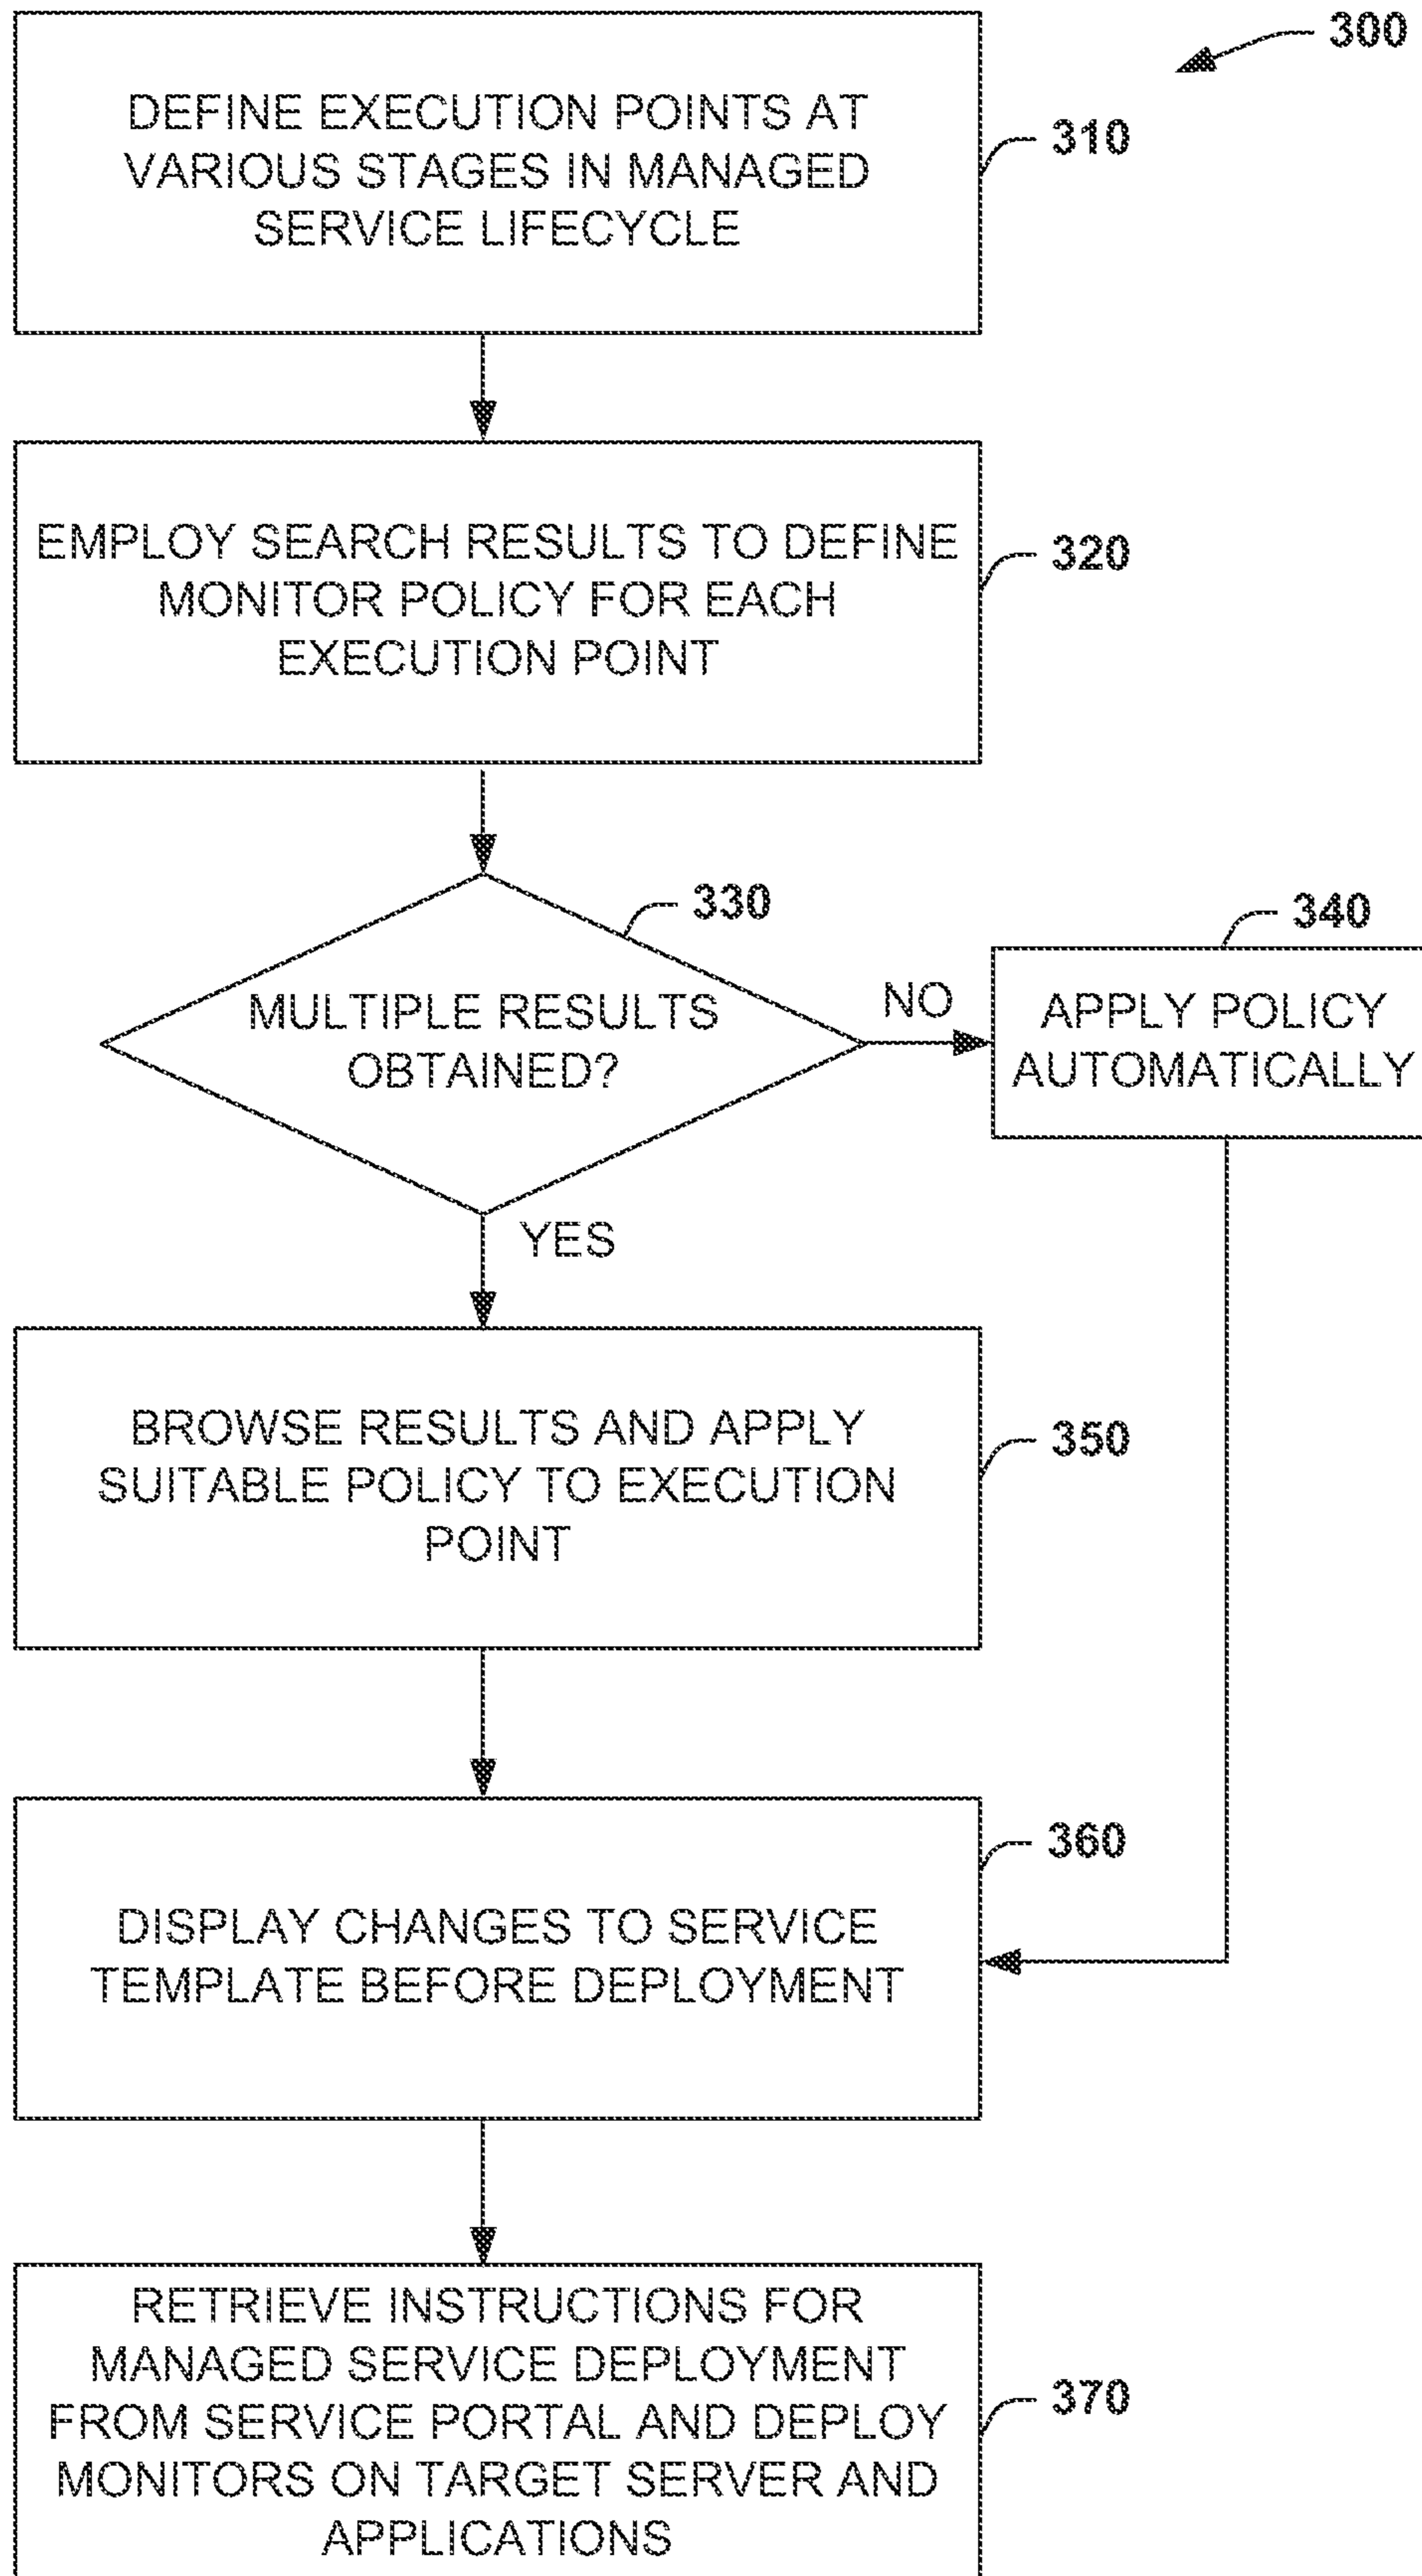 300
DEFINE EXECUTION POINTS AT
VARIOUS STAGES IN MANAGED
SERVICE LIFECYCLE
310
EMPLOY SEARCH RESULTS TO DEFINE
MONITOR POLICY FOR EACH
EXECUTION POINT
320
330
MULTIPLE RESULTS
OBTAINED?
NO
340
APPLY POLICY
AUTOMATICALLY
YES
BROWSE RESULTS AND APPLY
SUITABLE POLICY TO EXECUTION
POINT
350
DISPLAY CHANGES TO SERVICE
TEMPLATE BEFORE DEPLOYMENT
360
RETRIEVE INSTRUCTIONS FOR
MANAGED SERVICE DEPLOYMENT
FROM SERVICE PORTAL AND DEPLOY
MONITORS ON TARGET SERVER AND
APPLICATIONS
370